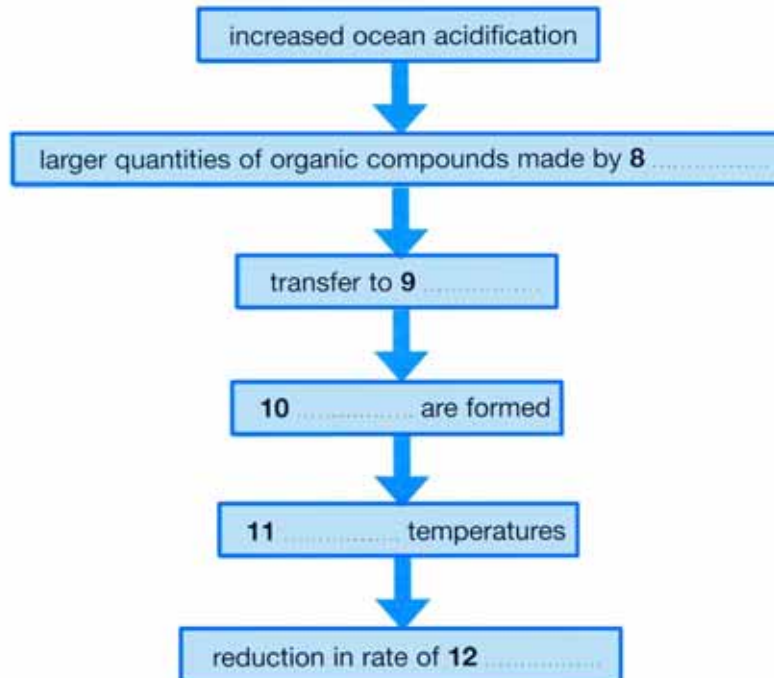 increased ocean acidification
larger quantities of organic compounds made by 8 ..................
transfer to 9 ..................
10 .................. are formed
11 .................. temperatures
reduction in rate of 12 ..................